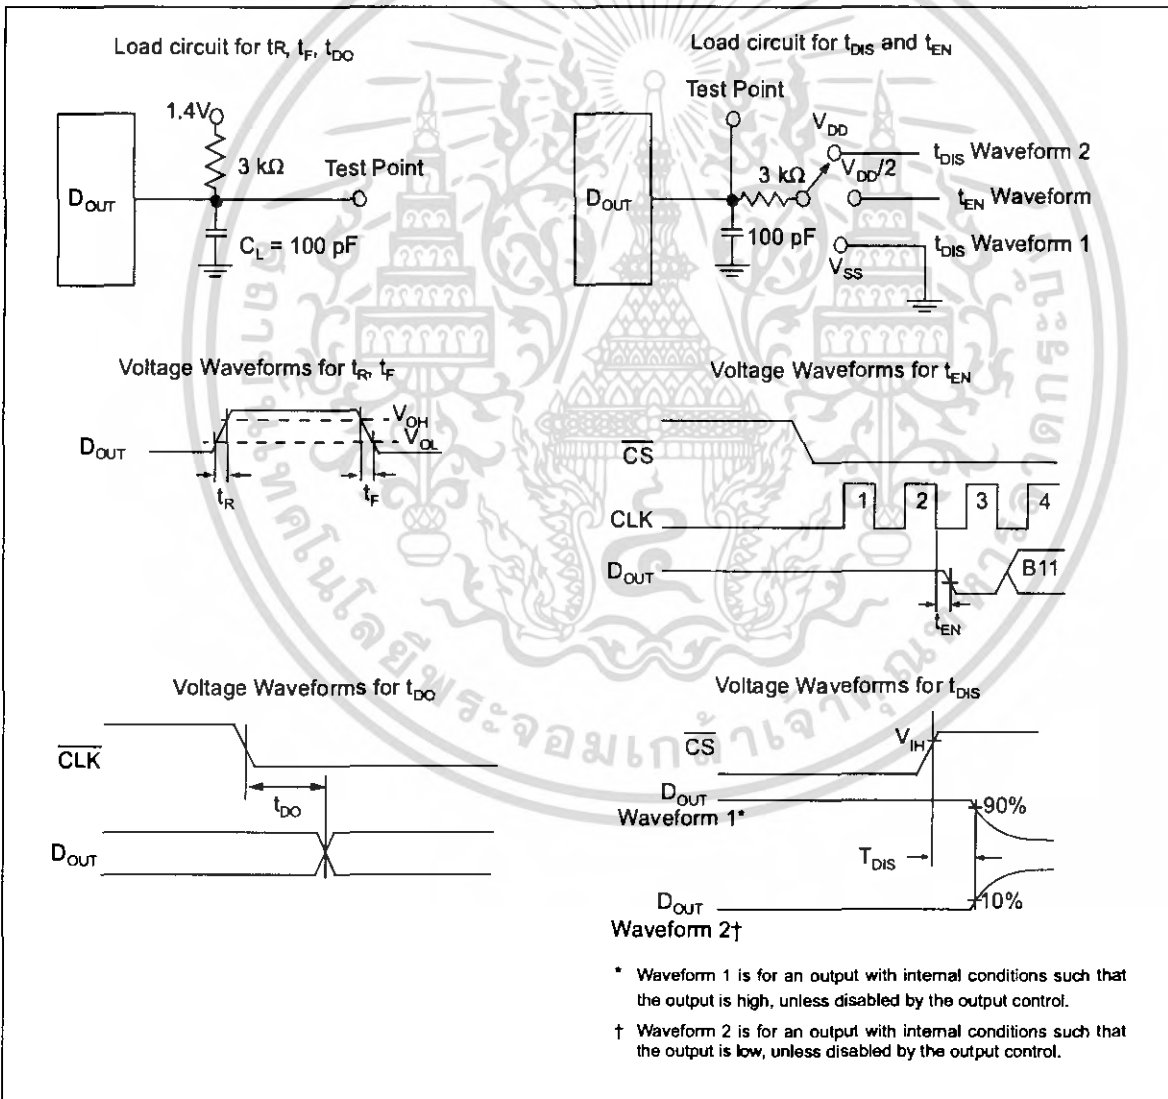 Load circuit for tR, tF, tDO
1.4V
3 kΩ
Test Point
DOUT
CL = 100 pF
Load circuit for tDIS and tEN
Test Point
VDD
tDIS Waveform 2
3 kΩ
VDD/2
DOUT
tEN Waveform
100 pF
tDIS Waveform 1
VSS
Voltage Waveforms for tR, tF
VOH
VOL
DOUT
tR
tF
Voltage Waveforms for tEN
CS
1 2 3 4
CLK
DOUT
B11
tEN
Voltage Waveforms for tDO
CLK
tDO
DOUT
Voltage Waveforms for tDIS
VIH
CS
DOUT
90%
Waveform 1*
TDIS
DOUT
10%
Waveform 2†
* Waveform 1 is for an output with internal conditions such that
the output is high, unless disabled by the output control.
† Waveform 2 is for an output with internal conditions such that
the output is low, unless disabled by the output control.